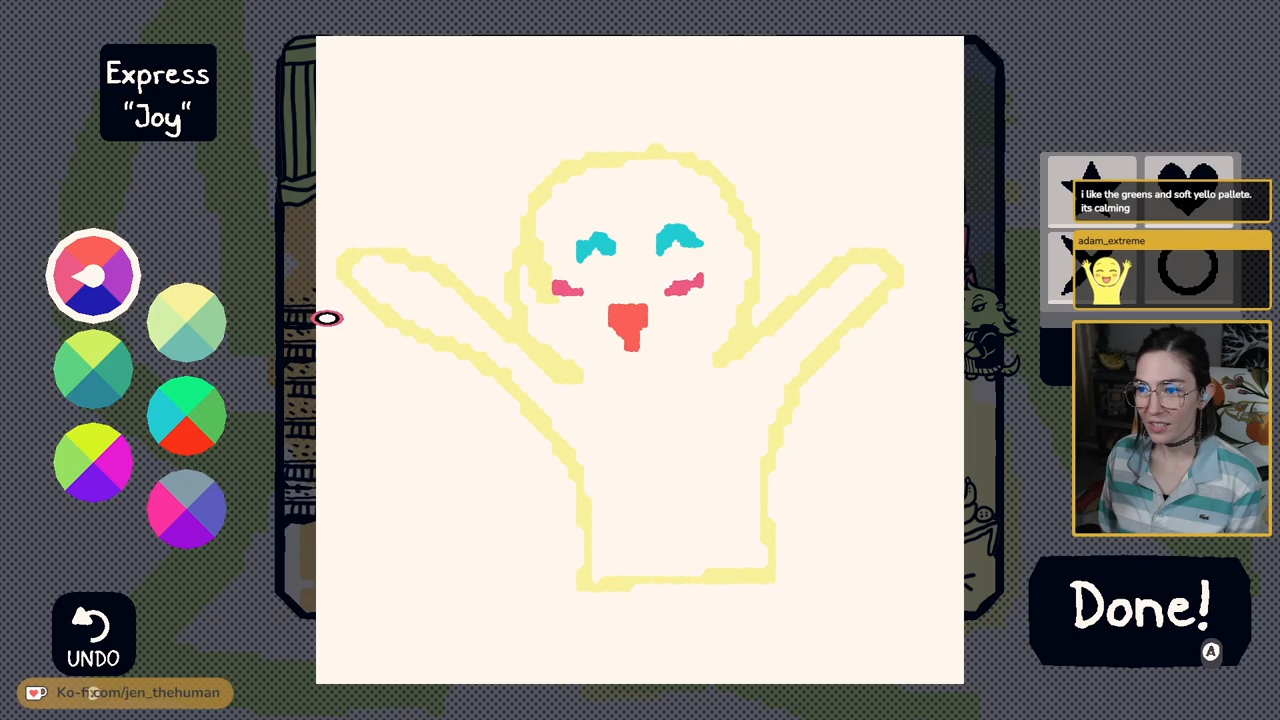 Express
"Joy"
i like the greens and soft yello pallete.
its calming
adam_extreme
UNDO
Done!
A
Ko-fi.com/jen_thehuman